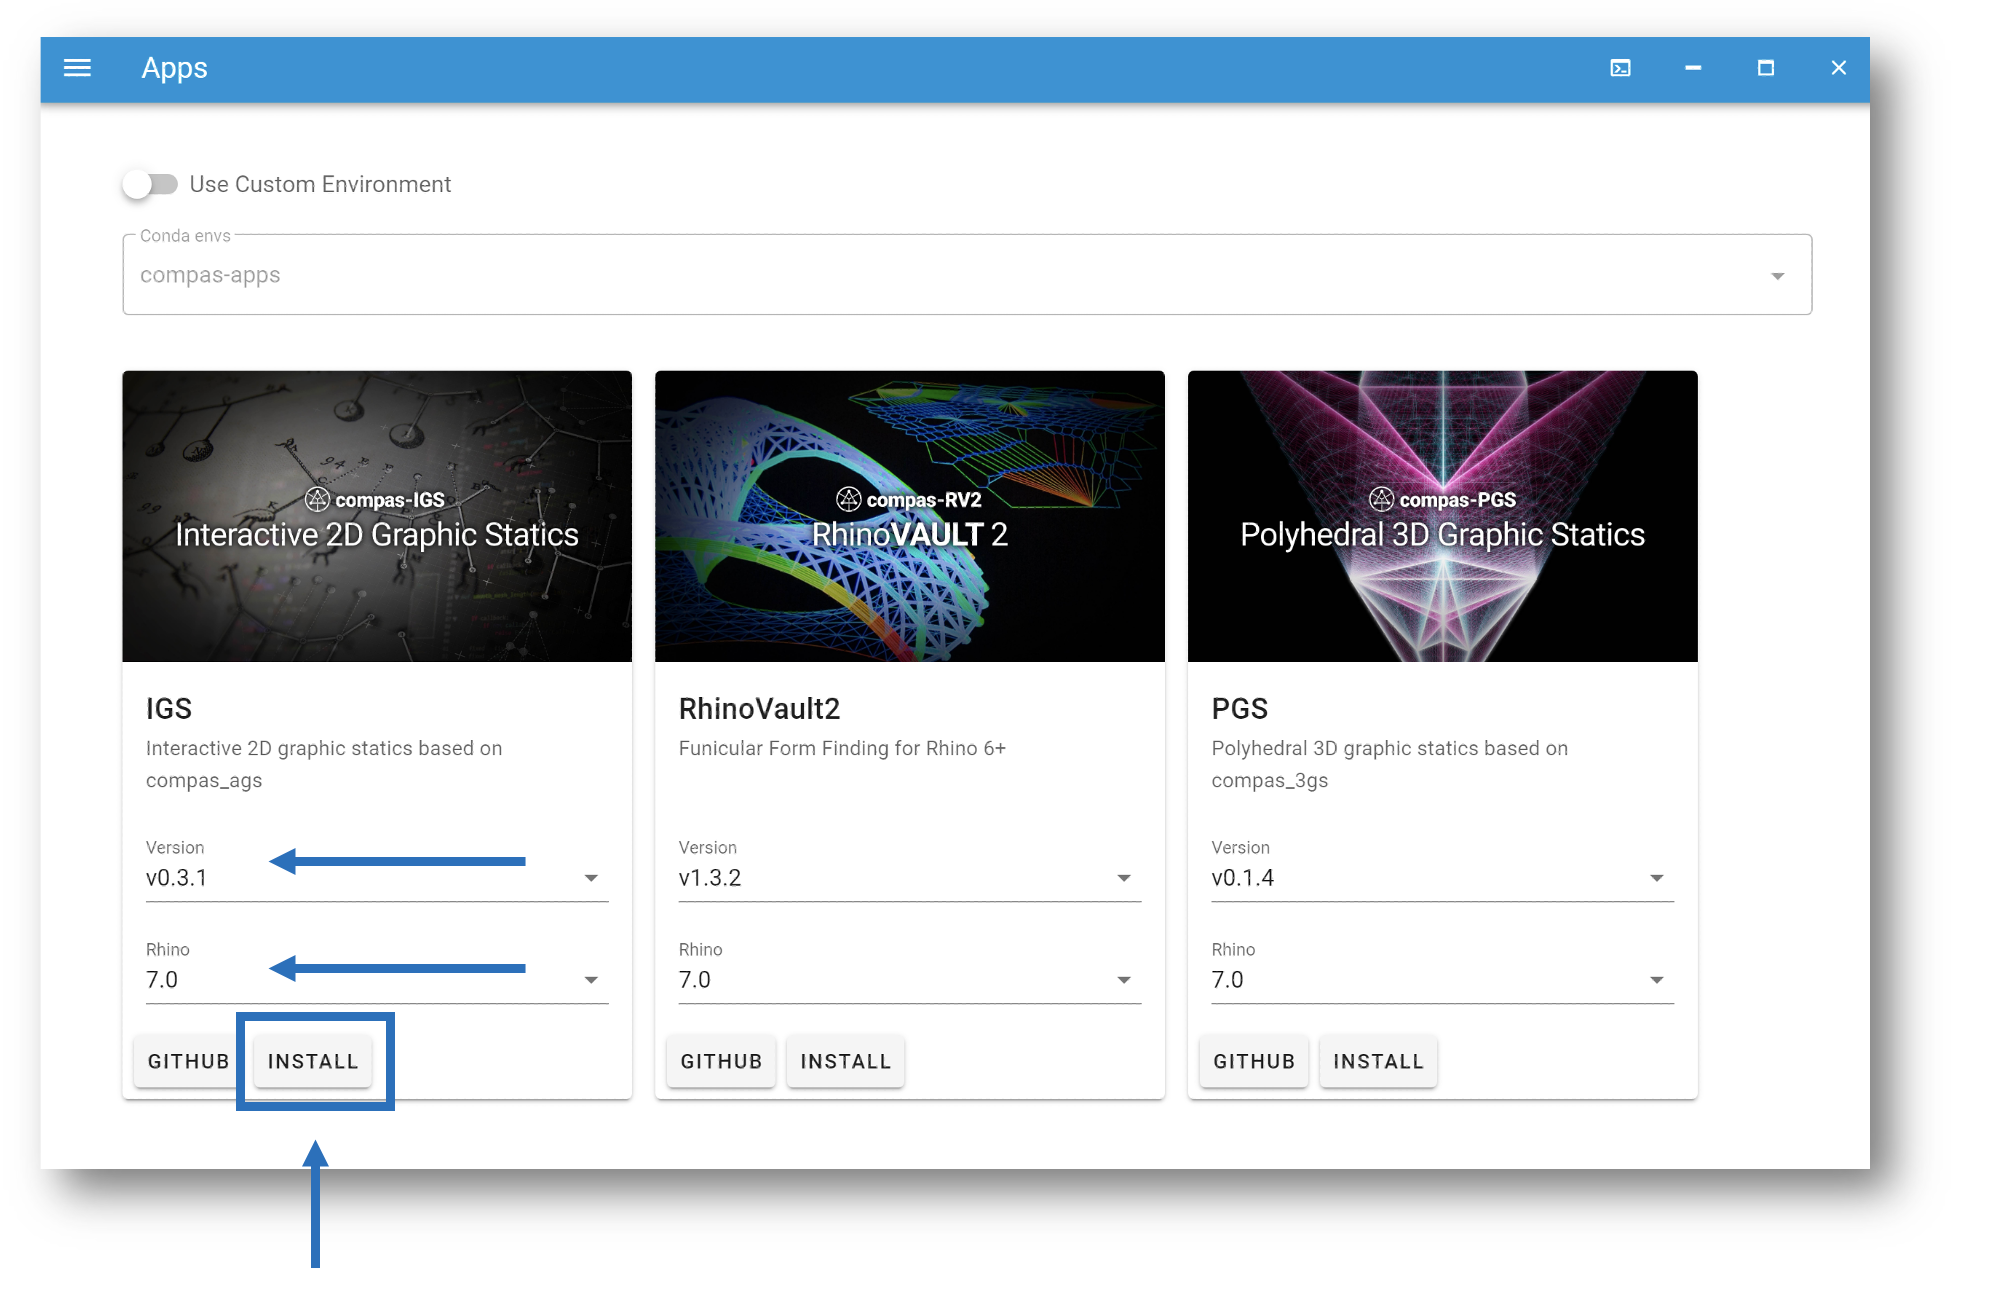 Apps
Use Custom Environment
Conda envs
compas-apps
compas-IGS
Interactive 2D Graphic Statics
compas-RV2
RhinoVAULT 2
compas-PGS
Polyhedral 3D Graphic Statics
IGS
Interactive 2D graphic statics based on
compas_ags
Version
v0.3.1
Rhino
7.0
GITHUB INSTALL
RhinoVault2
Funicular Form Finding for Rhino 6+
Version
v1.3.2
Rhino
7.0
GITHUB INSTALL
PGS
Polyhedral 3D graphic statics based on
compas_3gs
Version
v0.1.4
Rhino
7.0
GITHUB INSTALL